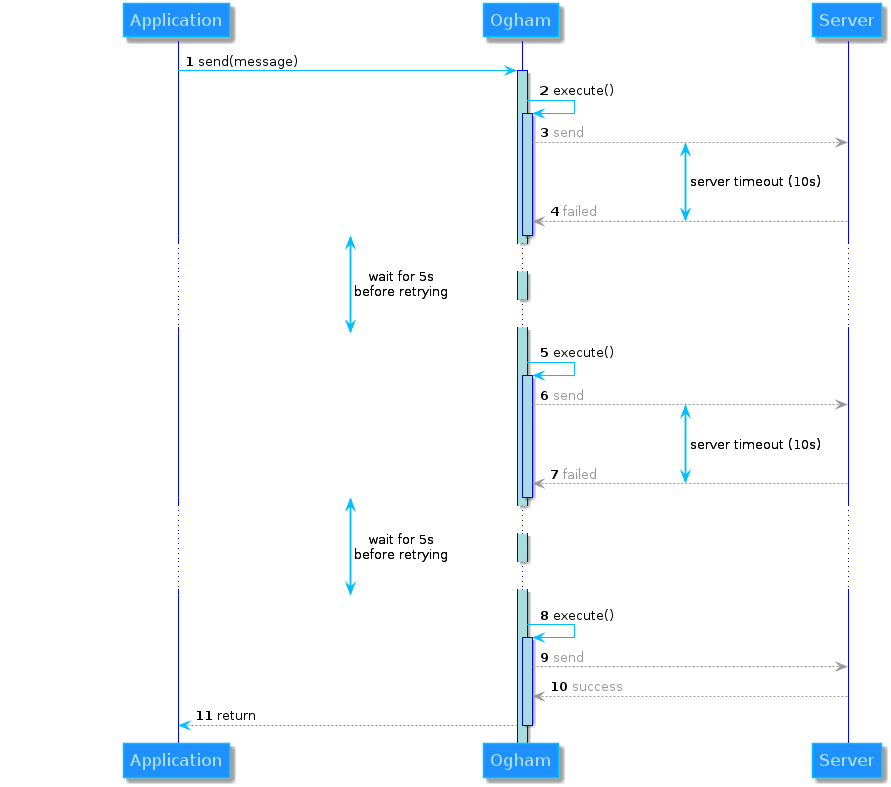 Application Ogham Server
1 send(message)
2 execute()
3 send
server timeout (10s)
4 failed
wait for 5s
before retrying
5 execute()
6 send
server timeout (10s)
7 failed
wait for 5s
before retrying
8 execute()
9 send
10 success
11 return
Application Ogham Server